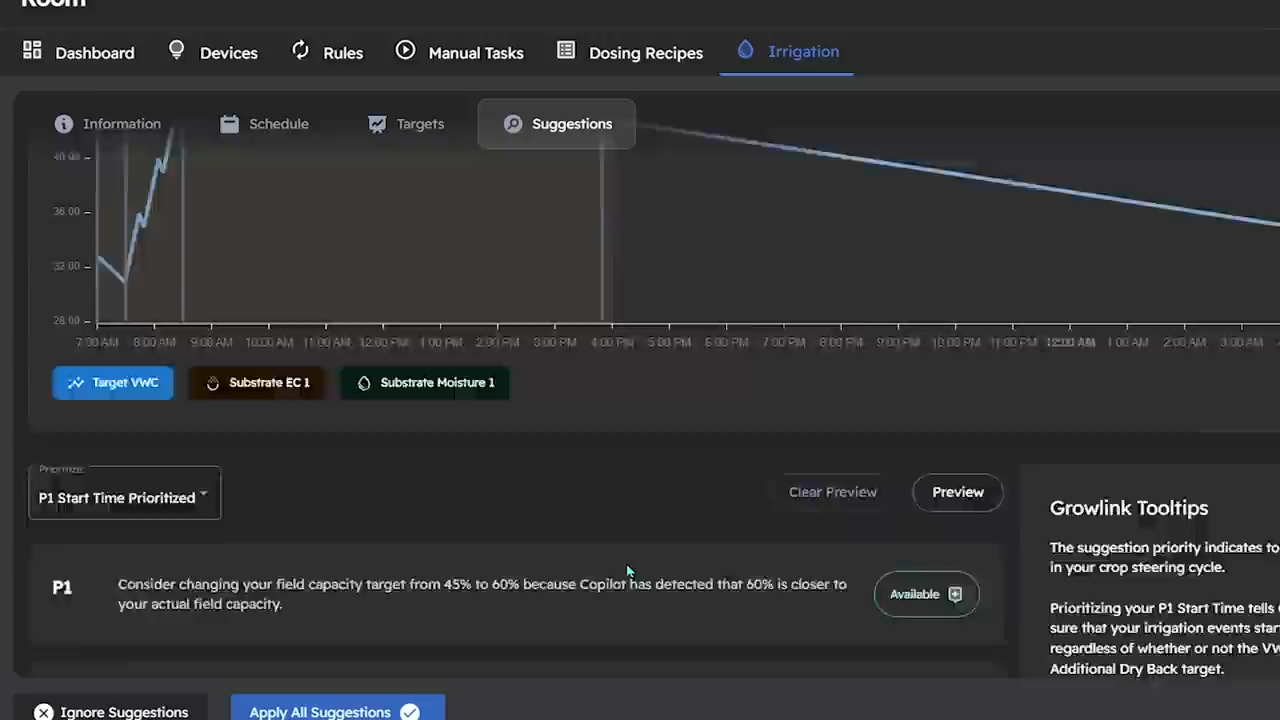 Room
Dashboard
Devices
Rules
Manual Tasks
Dosing Recipes
Irrigation
Information
Schedule
Targets
Suggestions
40.00
36.00
32.00
28.00
7:00 AM 8:00 AM 9:00 AM 10:00 AM 11:00 AM 12:00 PM 1:00 PM 2:00 PM 3:00 PM 4:00 PM 5:00 PM 6:00 PM 7:00 PM 8:00 PM 9:00 PM 10:00 PM 11:00 PM 12:00 AM 1:00 AM 2:00 AM 3:00 AM
Target VWC
Substrate EC 1
Substrate Moisture 1
Prioritize
P1 Start Time Prioritized
Clear Preview
Preview
P1
Consider changing your field capacity target from 45% to 60% because Copilot has detected that 60% is closer to
your actual field capacity.
Available
Growlink Tooltips
The suggestion priority indicates to
in your crop steering cycle.
Prioritizing your P1 Start Time tells
sure that your irrigation events star
regardless of whether or not the VW
Additional Dry Back target.
Ignore Suggestions
Apply All Suggestions